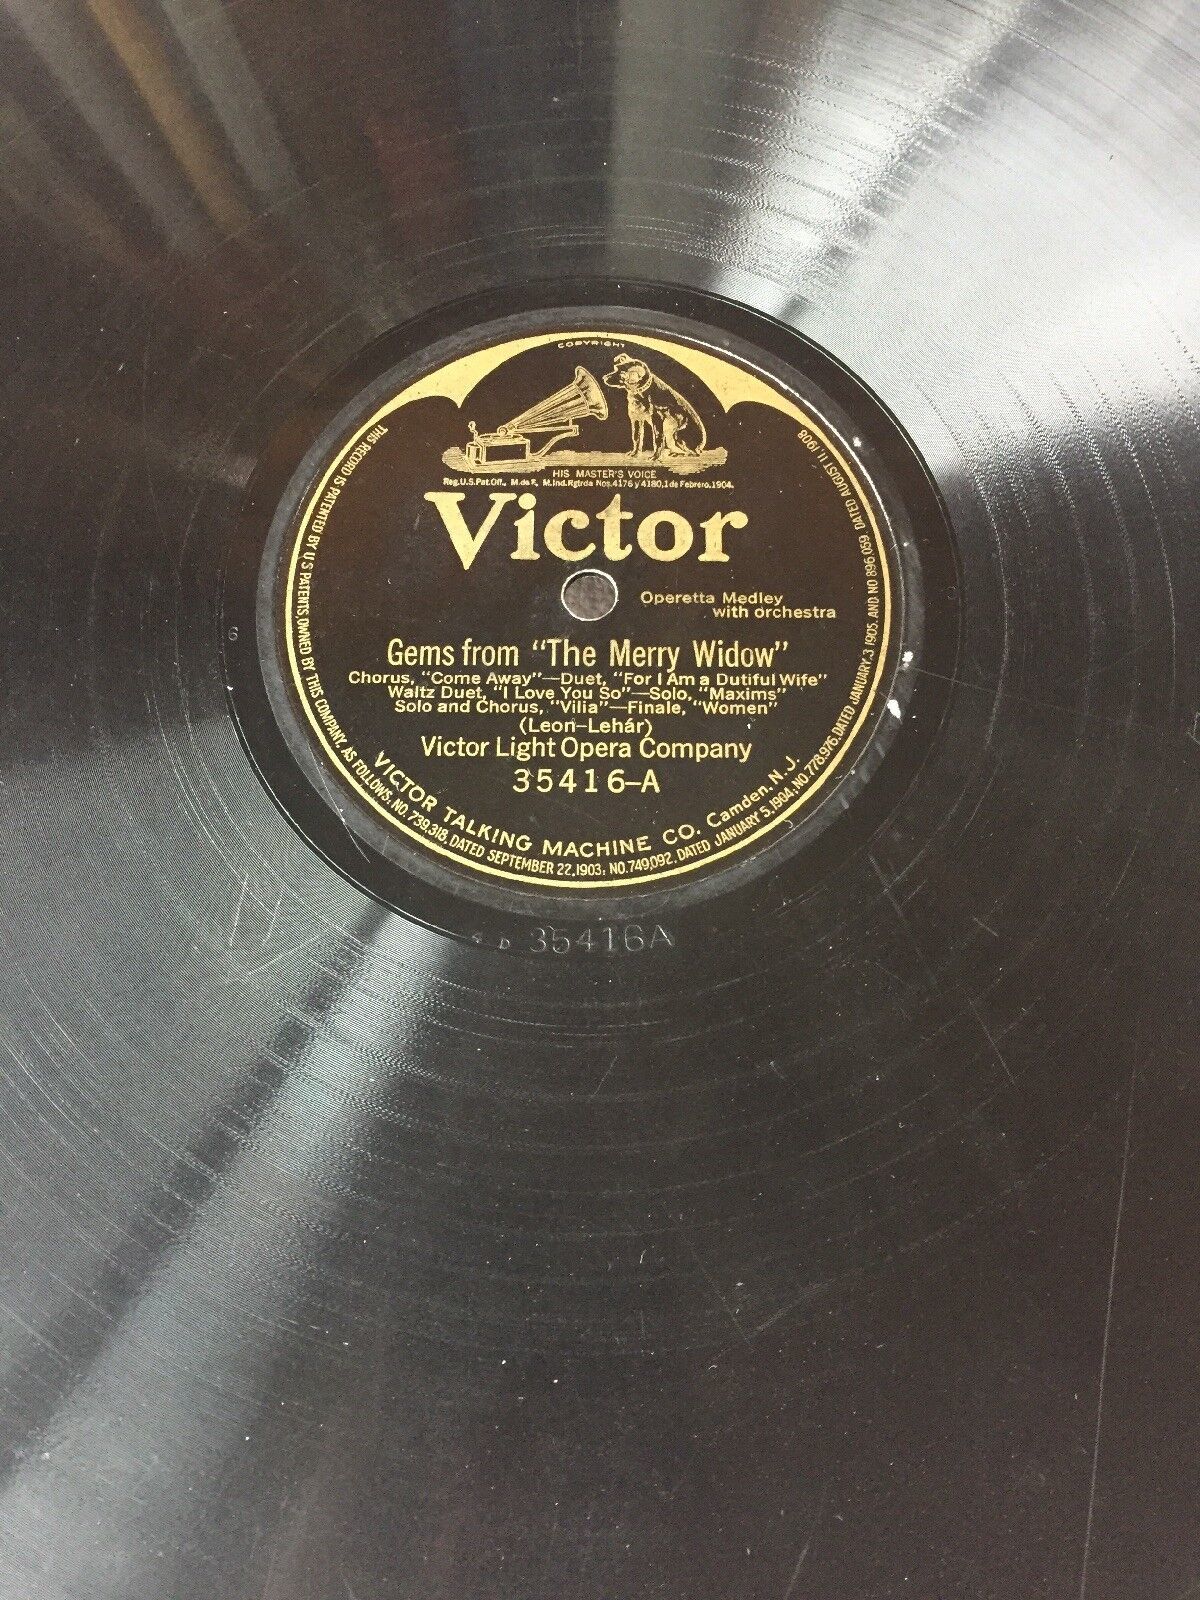 COPYRIGHT
HIS MASTER'S VOICE
Reg.U.S.Pat.Off., M.de F., M.Ind.Rgtrda Nos.4176 y 4180,1 de Febrero,1904.
Victor
Operetta Medley
with orchestra
Gems from "The Merry Widow"
Chorus, "Come Away"—Duet, "For I Am a Dutiful Wife"
Waltz Duet, "I Love You So"—Solo, "Maxims"
Solo and Chorus, "Vilia"—Finale, "Women"
(Leon-Lehár)
Victor Light Opera Company
35416-A
VICTOR TALKING MACHINE CO. Camden, N.J.
THIS RECORD IS PATENTED BY U S PATENTS, OWNED BY THIS COMPANY, AS FOLLOWS, NO. 739,318, DATED SEPTEMBER 22,1903; NO.749,092, DATED JANUARY 5,1904; NO.778,976, DATED JANUARY,3 1905, AND NO 896,059 DATED AUGUST 11, 1908
6
D 35416A